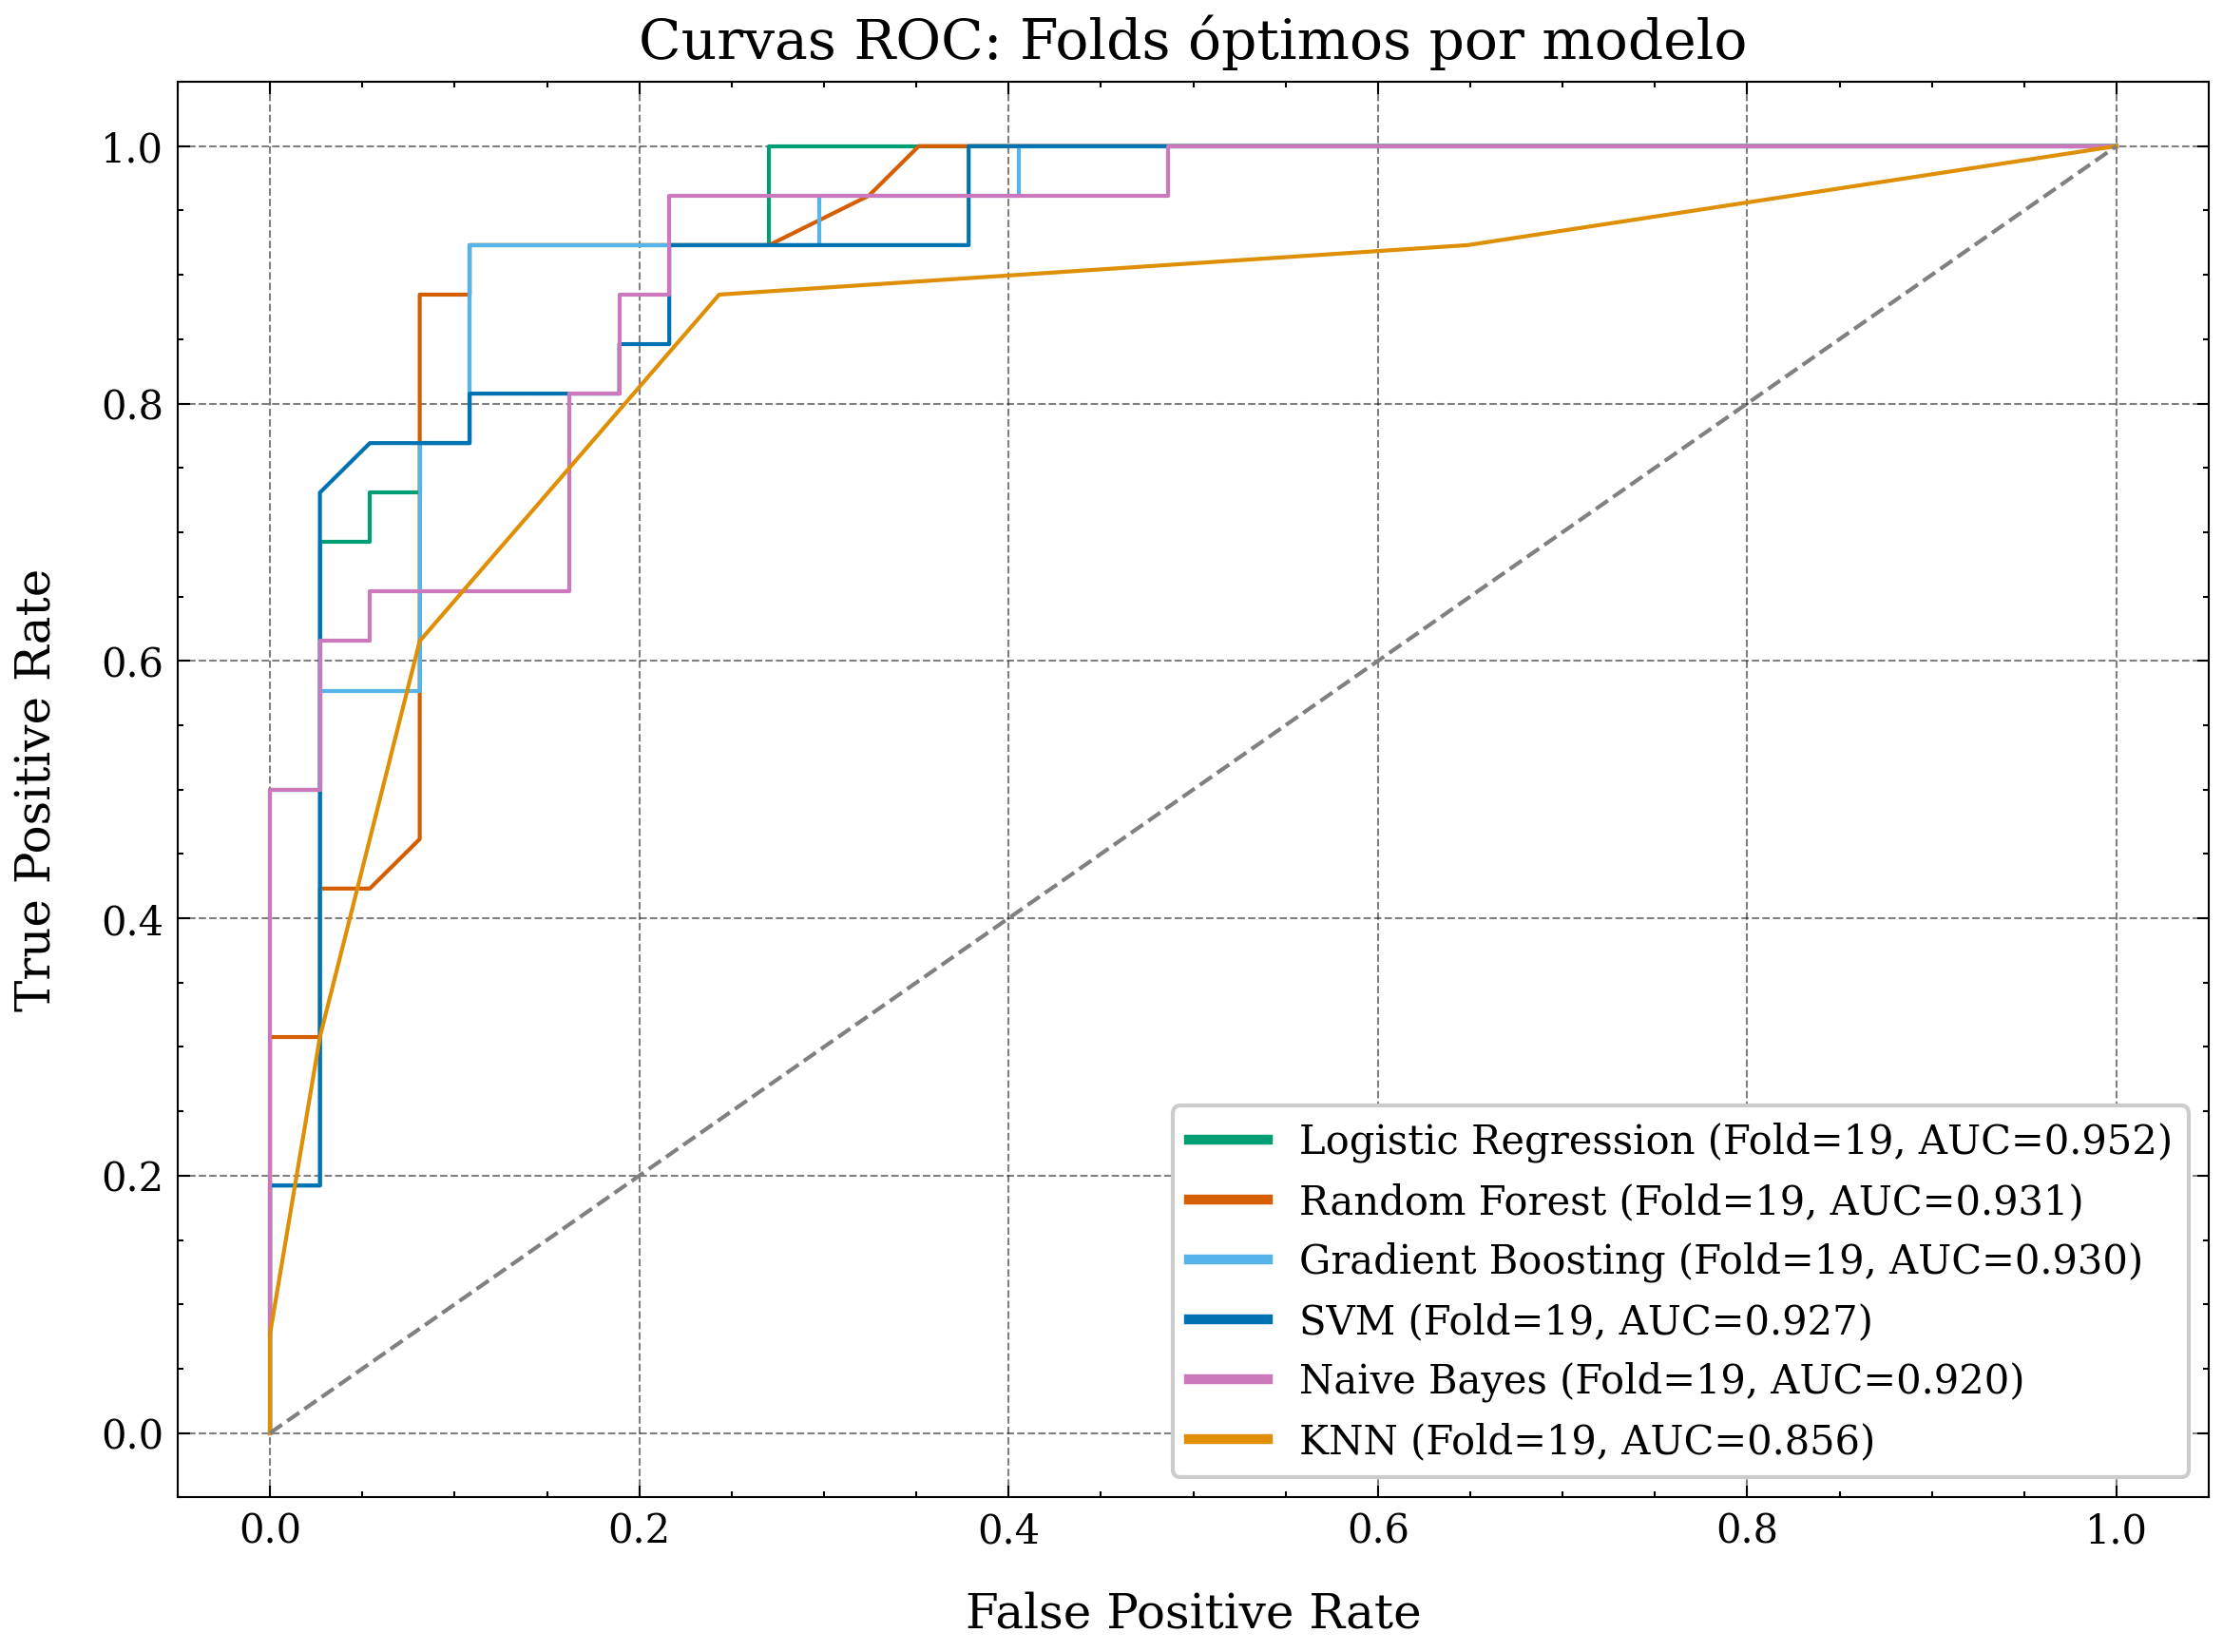 Curvas ROC: Folds óptimos por modelo
1.0
0.8
0.6
0.4
0.2
0.0
True Positive Rate
0.0 0.2 0.4 0.6 0.8 1.0
False Positive Rate
Logistic Regression (Fold=19, AUC=0.952)
Random Forest (Fold=19, AUC=0.931)
Gradient Boosting (Fold=19, AUC=0.930)
SVM (Fold=19, AUC=0.927)
Naive Bayes (Fold=19, AUC=0.920)
KNN (Fold=19, AUC=0.856)